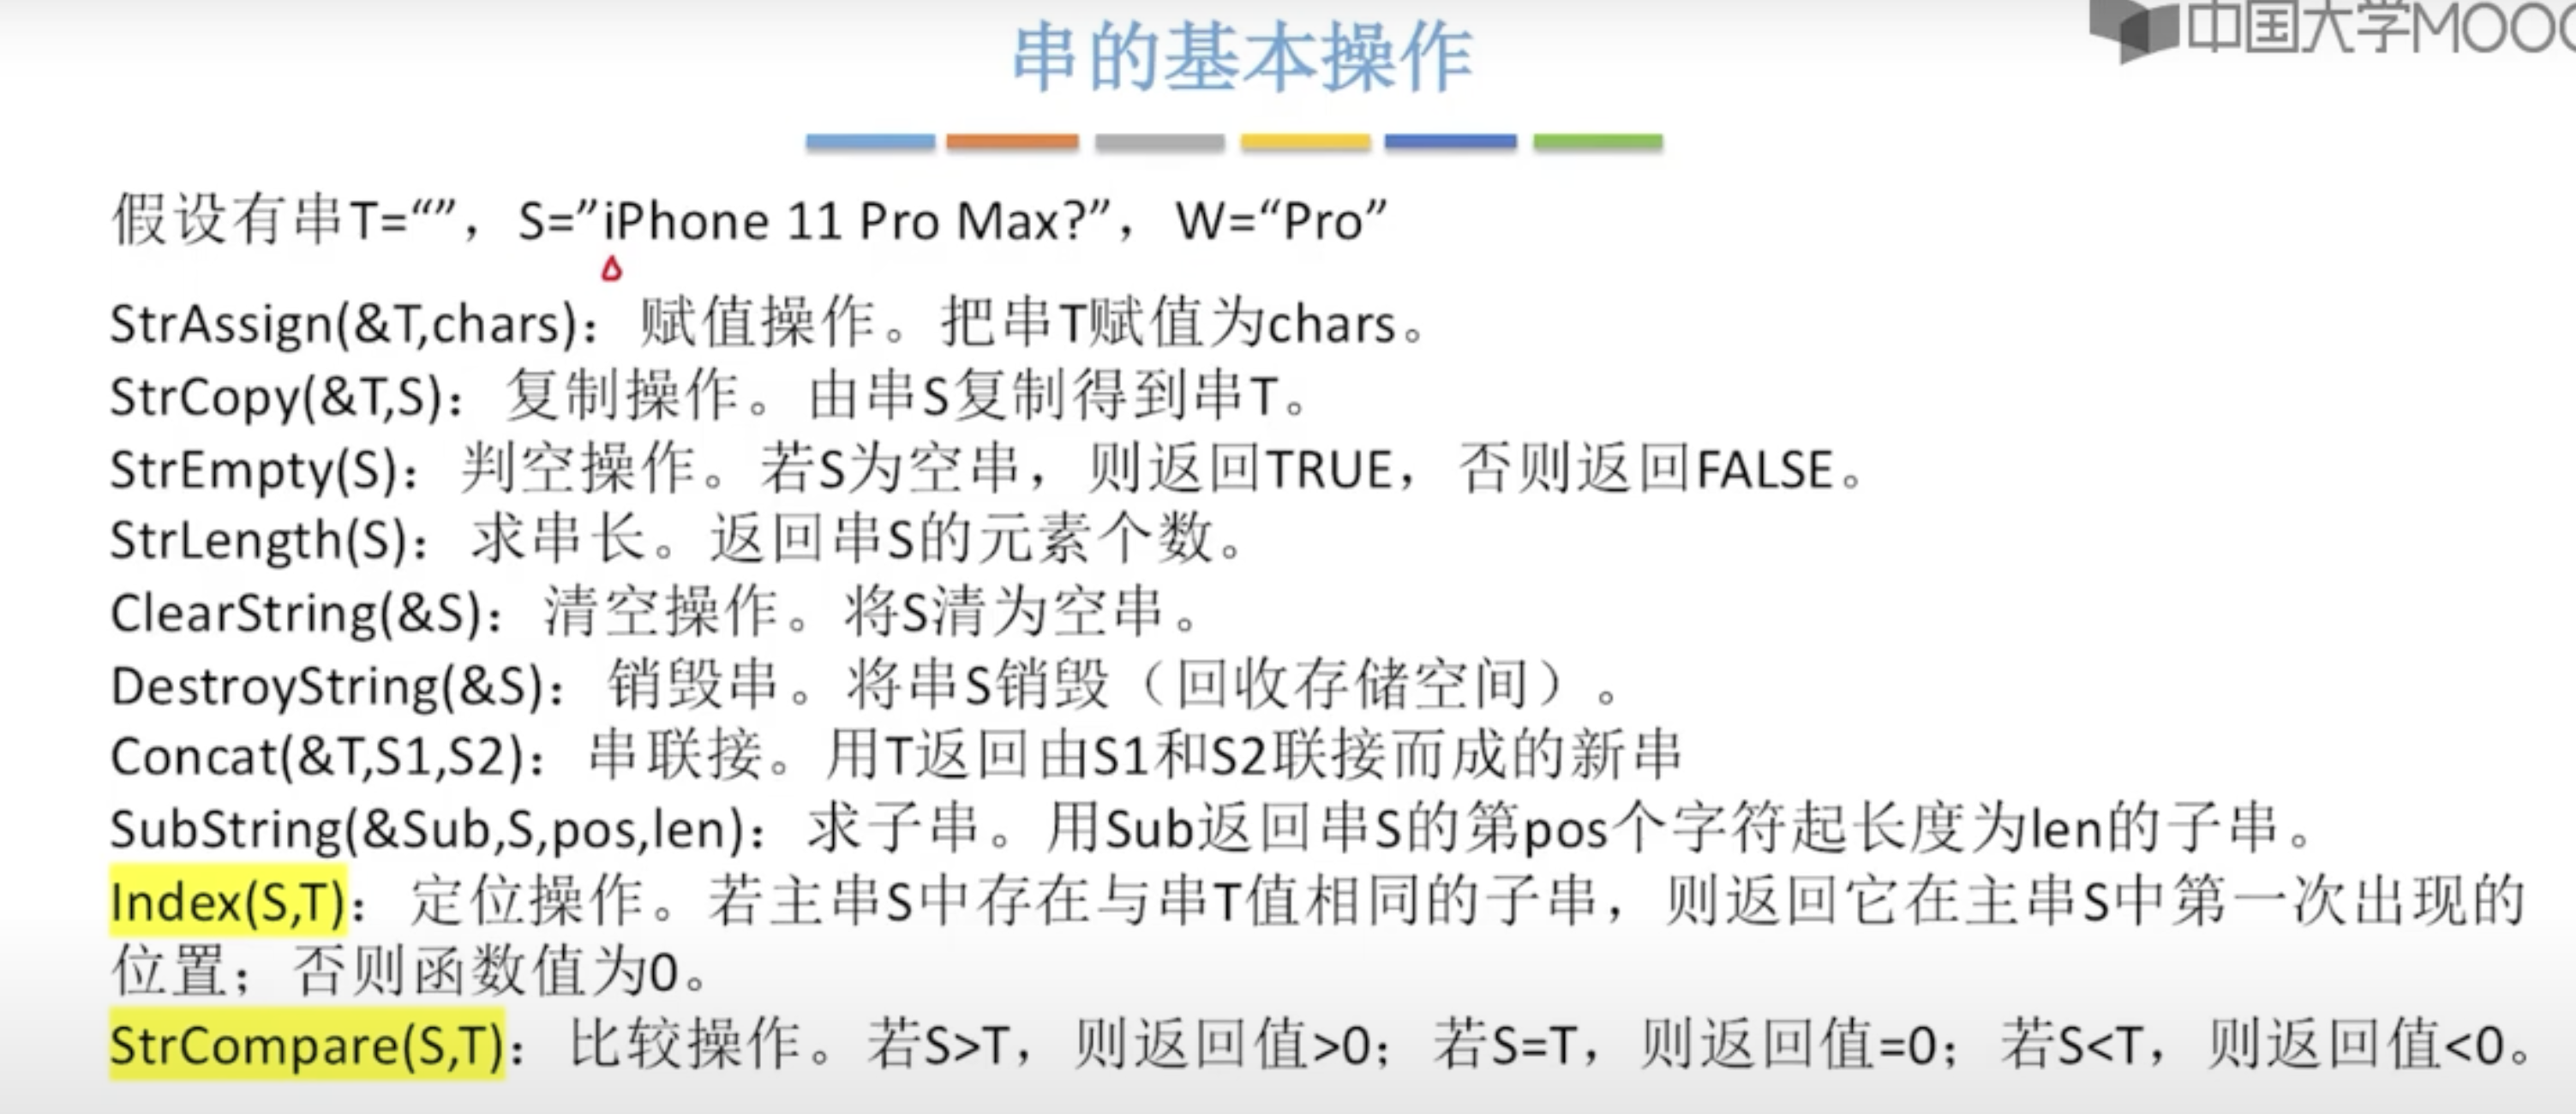 中国大学MOOC
串的基本操作
假设有串T=“”，S=”iPhone 11 Pro Max?”，W=“Pro”
StrAssign(&T,chars)：赋值操作。把串T赋值为chars。
StrCopy(&T,S)：复制操作。由串S复制得到串T。
StrEmpty(S)：判空操作。若S为空串，则返回TRUE，否则返回FALSE。
StrLength(S)：求串长。返回串S的元素个数。
ClearString(&S)：清空操作。将S清为空串。
DestroyString(&S)：销毁串。将串S销毁（回收存储空间）。
Concat(&T,S1,S2)：串联接。用T返回由S1和S2联接而成的新串
SubString(&Sub,S,pos,len)：求子串。用Sub返回串S的第pos个字符起长度为len的子串。
Index(S,T)：定位操作。若主串S中存在与串T值相同的子串，则返回它在主串S中第一次出现的
位置；否则函数值为0。
StrCompare(S,T)：比较操作。若S>T，则返回值>0；若S=T，则返回值=0；若S<T，则返回值<0。